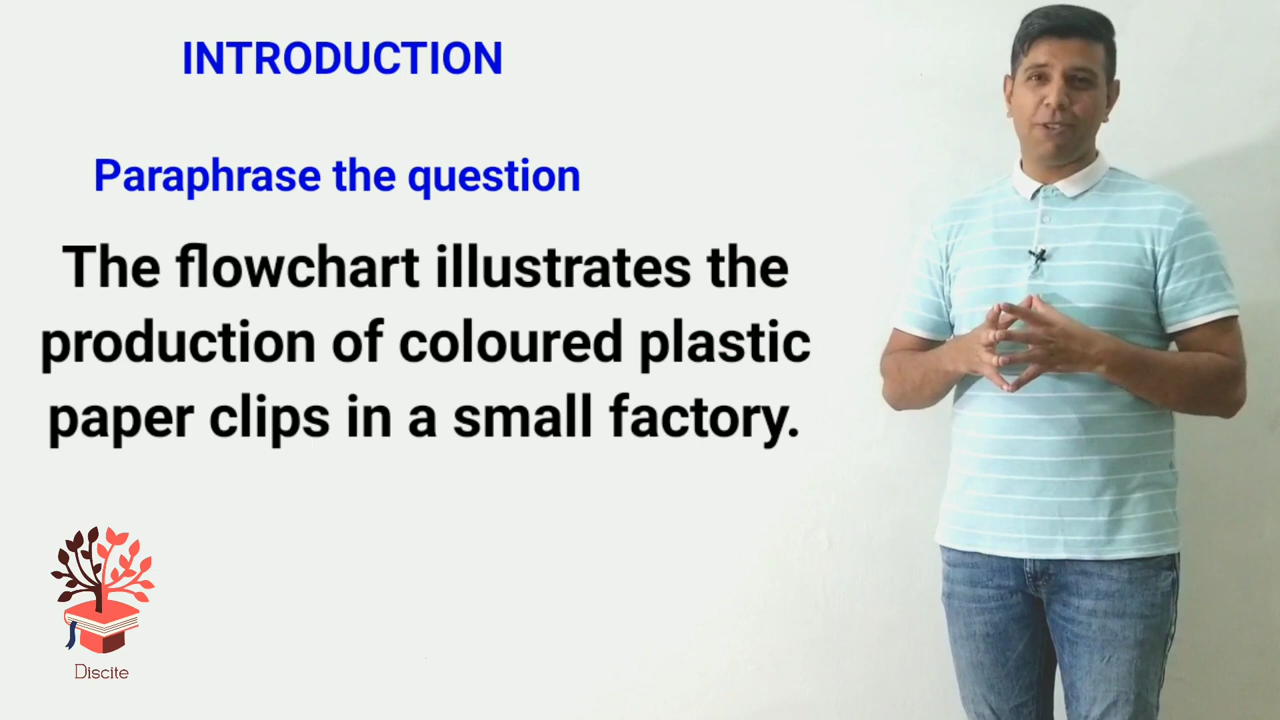 INTRODUCTION
Paraphrase the question
The flowchart illustrates the
production of coloured plastic
paper clips in a small factory.
Discite